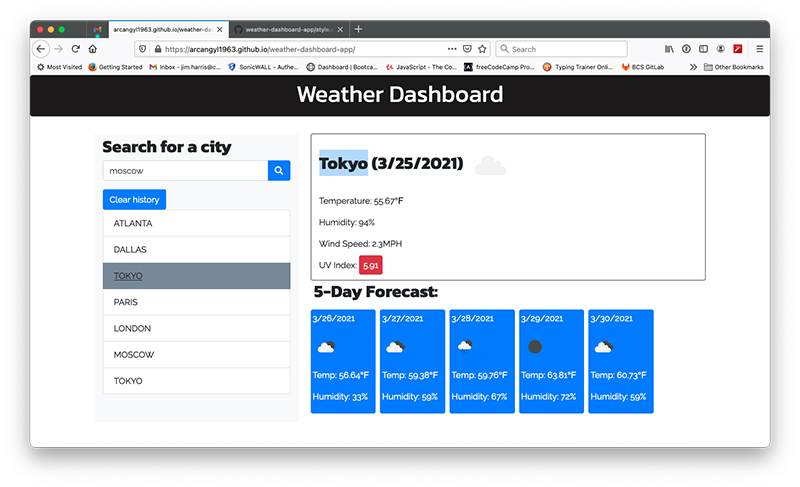 arcangyl1963.github.io/weather-da
weather-dashboard-app/style.
https://arcangyl1963.github.io/weather-dashboard-app/
Search
Most Visited
Getting Started
Inbox - jim.harris@c...
SonicWALL - Authe...
Dashboard | Bootca...
JavaScript - The Co...
freeCodeCamp Pro...
Typing Trainer Onli...
BCS GitLab
Other Bookmarks
Weather Dashboard
Search for a city
moscow
Clear history
ATLANTA
DALLAS
TOKYO
PARIS
LONDON
MOSCOW
TOKYO
Tokyo (3/25/2021)
Temperature: 55.67°F
Humidity: 94%
Wind Speed: 2.3MPH
UV Index: 5.91
5-Day Forecast:
3/26/2021
Temp: 56.64°F
Humidity: 33%
3/27/2021
Temp: 59.38°F
Humidity: 59%
3/28/2021
Temp: 59.76°F
Humidity: 67%
3/29/2021
Temp: 63.81°F
Humidity: 72%
3/30/2021
Temp: 60.73°F
Humidity: 59%